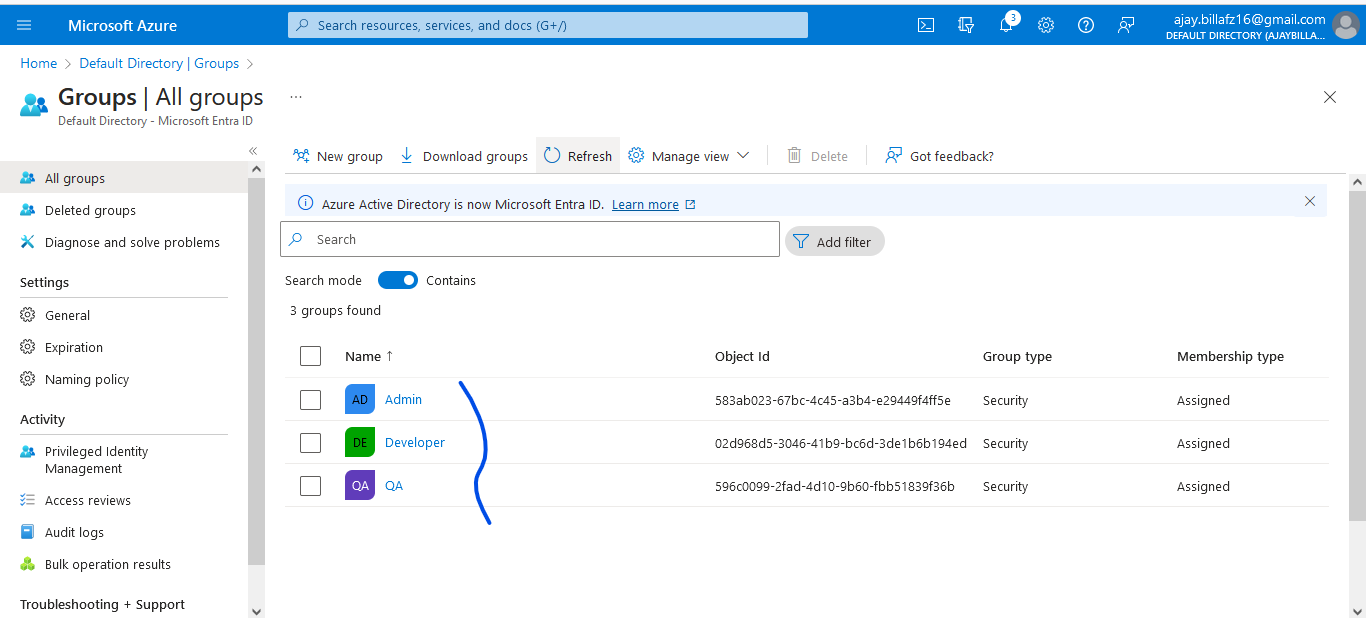 Microsoft Azure
Search resources, services, and docs (G+/)
3
ajay.billafz16@gmail.com
DEFAULT DIRECTORY (AJAYBILLA...
Home > Default Directory | Groups >
Groups | All groups ...
Default Directory - Microsoft Entra ID
All groups
Deleted groups
Diagnose and solve problems
Settings
General
Expiration
Naming policy
Activity
Privileged Identity
Management
Access reviews
Audit logs
Bulk operation results
Troubleshooting + Support
New group Download groups Refresh Manage view Delete Got feedback?
Azure Active Directory is now Microsoft Entra ID. Learn more
Search
Add filter
Search mode Contains
3 groups found
Name ↑ Object Id Group type Membership type
AD Admin 583ab023-67bc-4c45-a3b4-e29449f4ff5e Security Assigned
DE Developer 02d968d5-3046-41b9-bc6d-3de1b6b194ed Security Assigned
QA QA 596c0099-2fad-4d10-9b60-fbb51839f36b Security Assigned